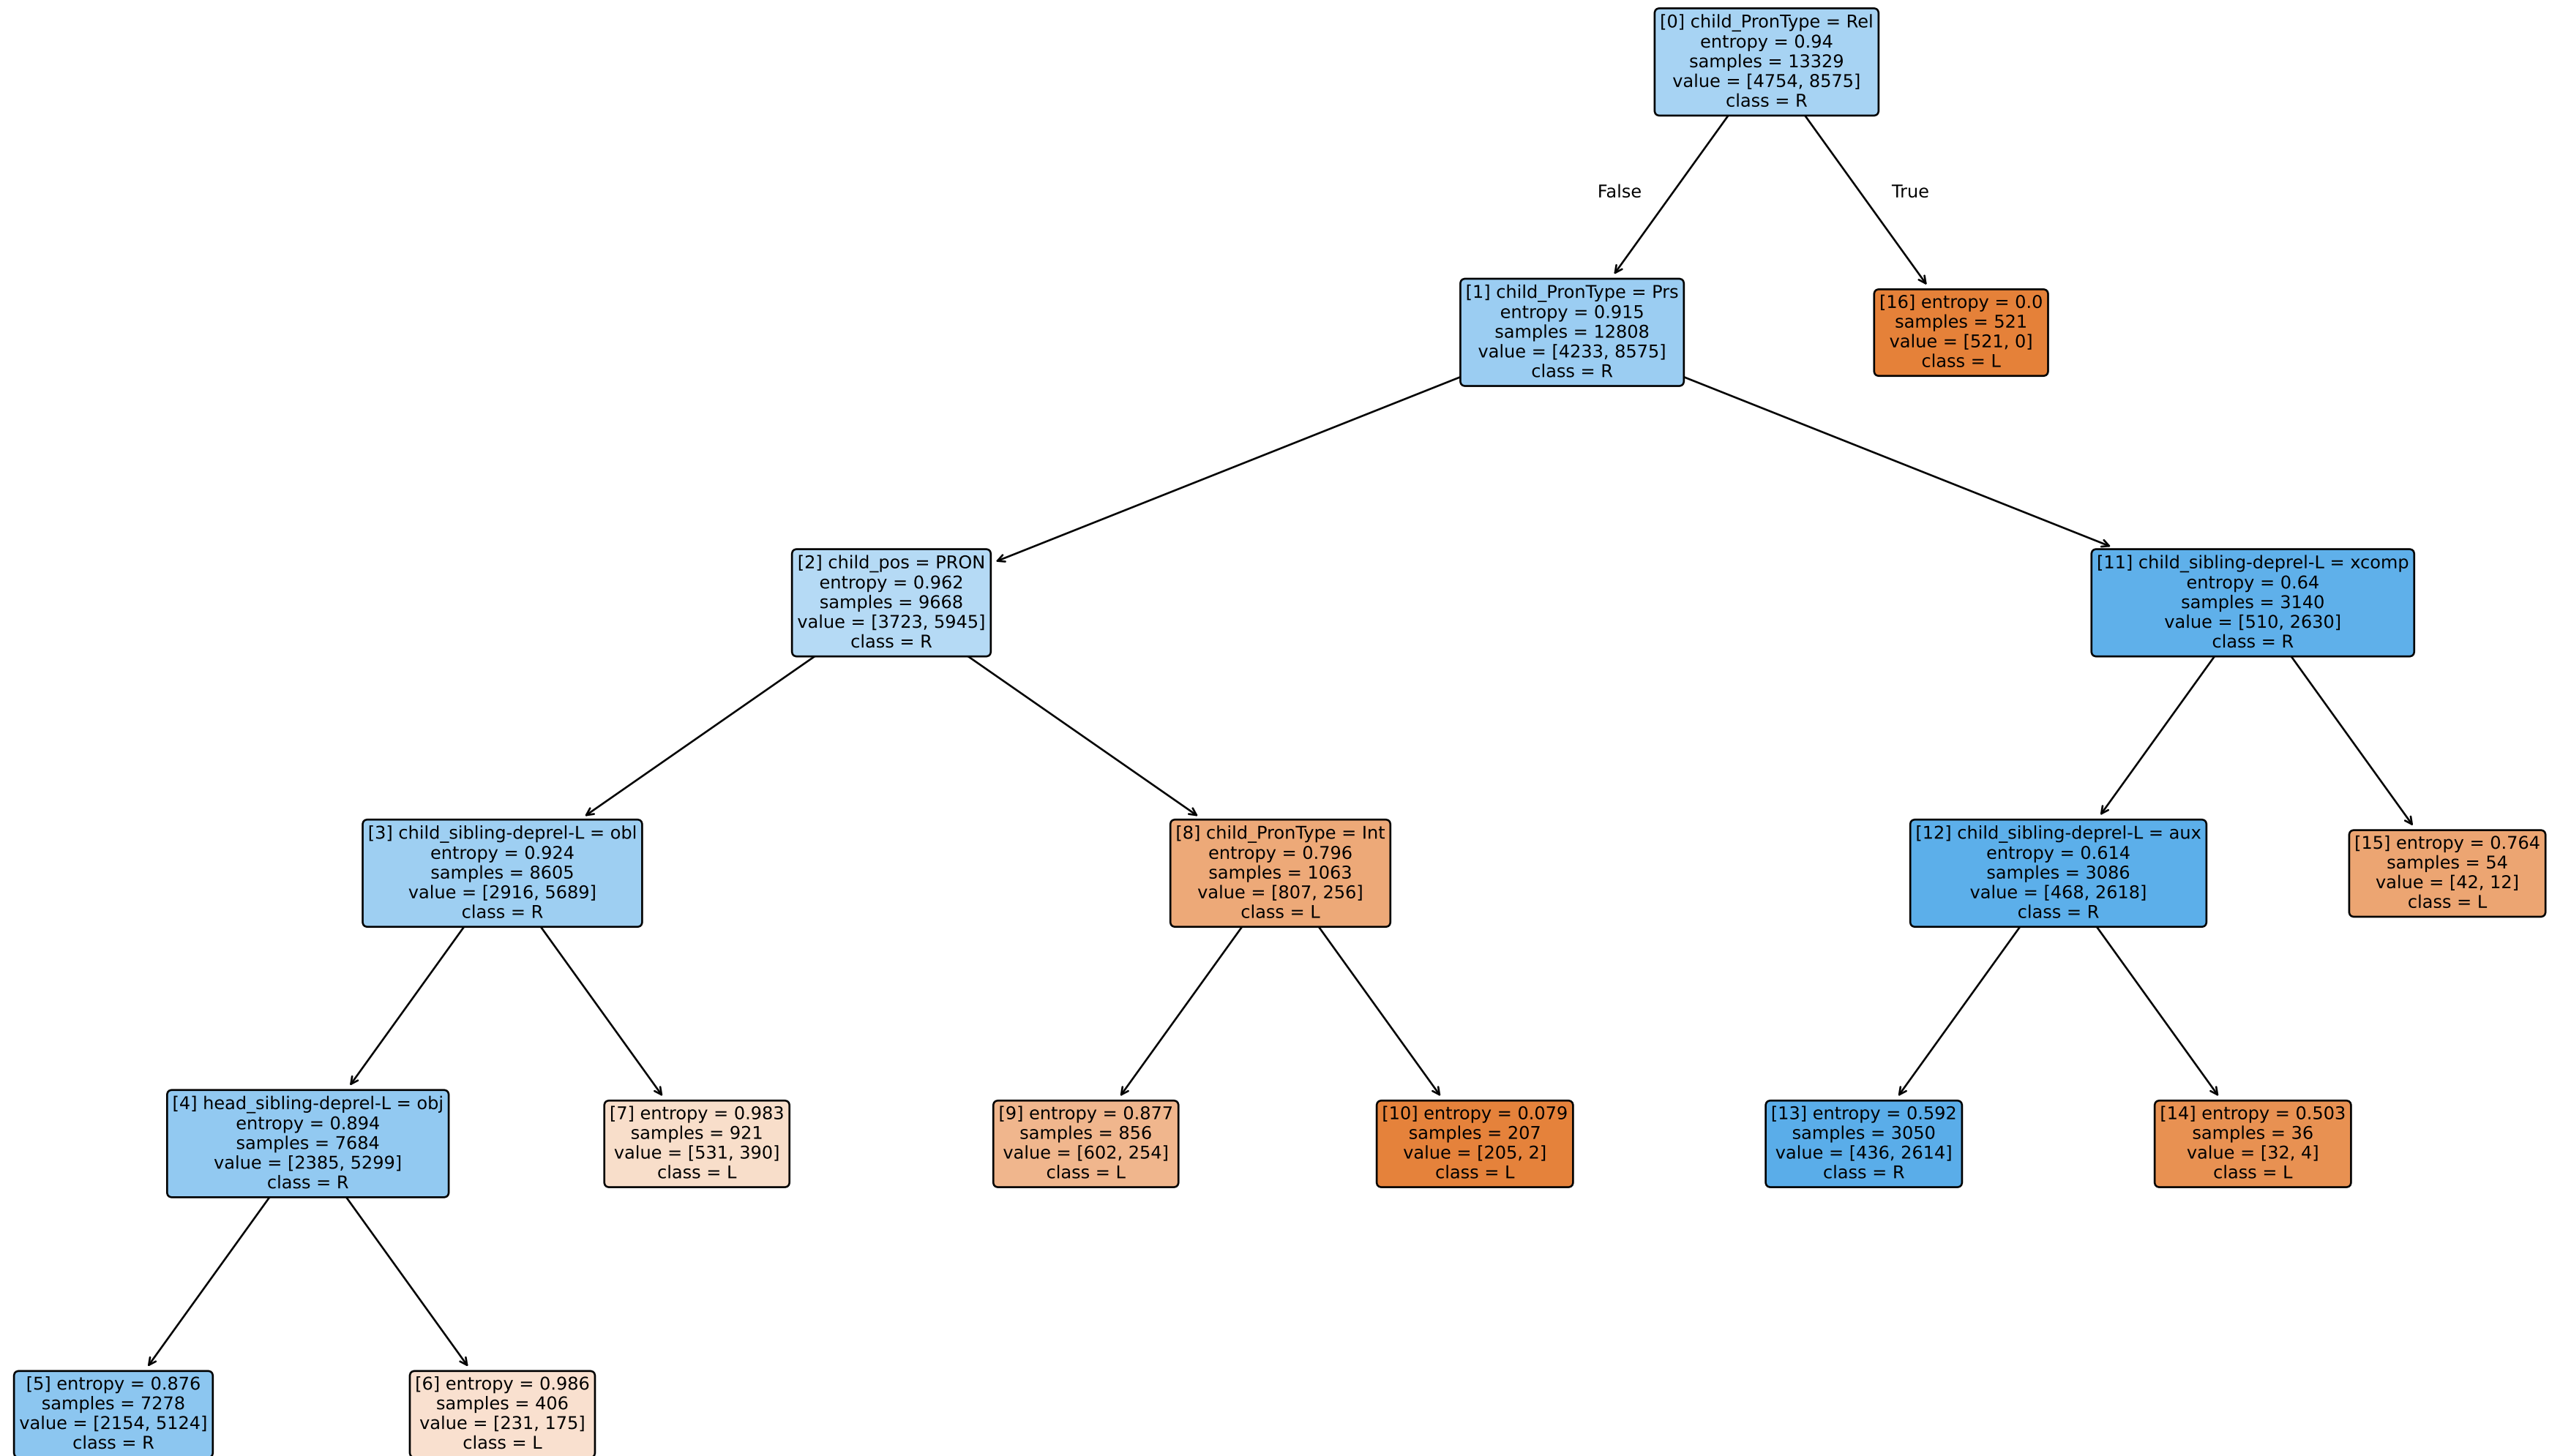 [0] child_PronType = Rel
entropy = 0.94
samples = 13329
value = [4754, 8575]
class = R
False
True
[1] child_PronType = Prs
entropy = 0.915
samples = 12808
value = [4233, 8575]
class = R
[16] entropy = 0.0
samples = 521
value = [521, 0]
class = L
[2] child_pos = PRON
entropy = 0.962
samples = 9668
value = [3723, 5945]
class = R
[11] child_sibling-deprel-L = xcomp
entropy = 0.64
samples = 3140
value = [510, 2630]
class = R
[3] child_sibling-deprel-L = obl
entropy = 0.924
samples = 8605
value = [2916, 5689]
class = R
[8] child_PronType = Int
entropy = 0.796
samples = 1063
value = [807, 256]
class = L
[12] child_sibling-deprel-L = aux
entropy = 0.614
samples = 3086
value = [468, 2618]
class = R
[15] entropy = 0.764
samples = 54
value = [42, 12]
class = L
[4] head_sibling-deprel-L = obj
entropy = 0.894
samples = 7684
value = [2385, 5299]
class = R
[7] entropy = 0.983
samples = 921
value = [531, 390]
class = L
[9] entropy = 0.877
samples = 856
value = [602, 254]
class = L
[10] entropy = 0.079
samples = 207
value = [205, 2]
class = L
[13] entropy = 0.592
samples = 3050
value = [436, 2614]
class = R
[14] entropy = 0.503
samples = 36
value = [32, 4]
class = L
[5] entropy = 0.876
samples = 7278
value = [2154, 5124]
class = R
[6] entropy = 0.986
samples = 406
value = [231, 175]
class = L